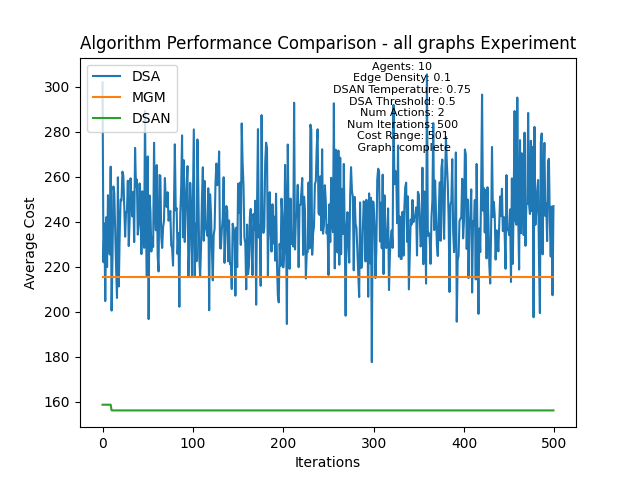 Algorithm Performance Comparison - all graphs Experiment
DSA
MGM
DSAN
Agents: 10
Edge Density: 0.1
DSAN Temperature: 0.75
DSA Threshold: 0.5
Num Actions: 2
Num Iterations: 500
Cost Range: 501
Graph: complete
Average Cost
300
280
260
240
220
200
180
160
0
100
200
300
400
500
Iterations